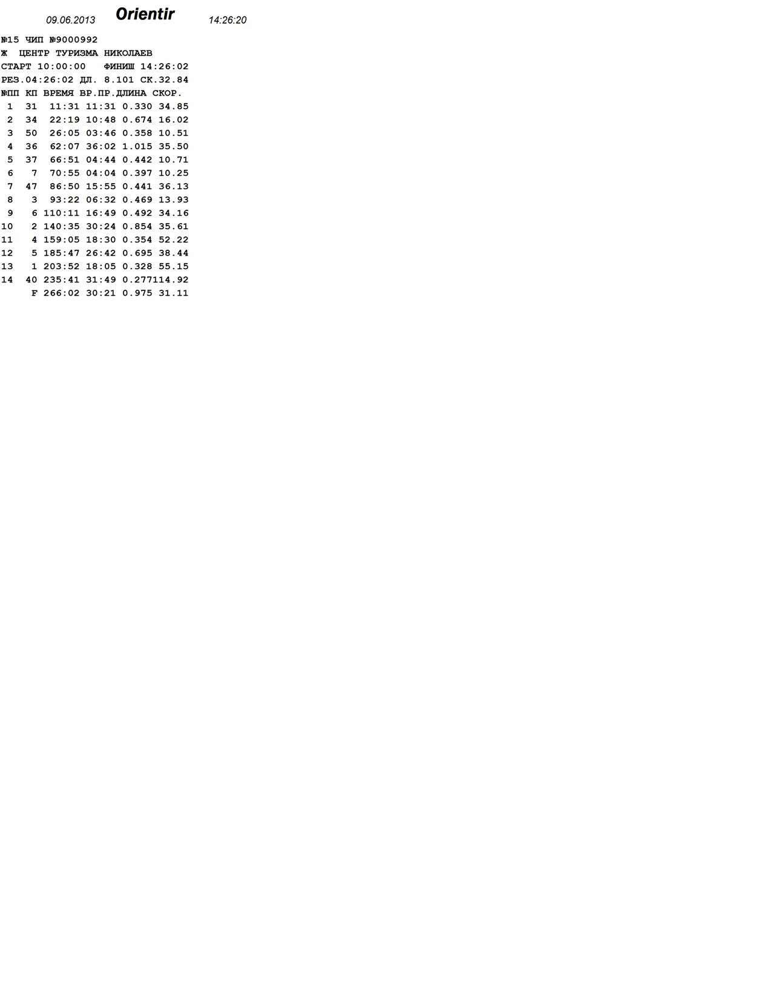 09.06.2013 Orientir 14:26:20
№15 ЧИП №9000992
Ж  ЦЕНТР ТУРИЗМА НИКОЛАЕВ
СТАРТ 10:00:00   ФИНИШ 14:26:02
РЕЗ.04:26:02 ДЛ. 8.101 СК.32.84
№ПП КП ВРЕМЯ ВР.ПР.ДЛИНА СКОР.
 1  31  11:31 11:31 0.330 34.85
 2  34  22:19 10:48 0.674 16.02
 3  50  26:05 03:46 0.358 10.51
 4  36  62:07 36:02 1.015 35.50
 5  37  66:51 04:44 0.442 10.71
 6   7  70:55 04:04 0.397 10.25
 7  47  86:50 15:55 0.441 36.13
 8   3  93:22 06:32 0.469 13.93
 9   6 110:11 16:49 0.492 34.16
10   2 140:35 30:24 0.854 35.61
11   4 159:05 18:30 0.354 52.22
12   5 185:47 26:42 0.695 38.44
13   1 203:52 18:05 0.328 55.15
14  40 235:41 31:49 0.277114.92
     F 266:02 30:21 0.975 31.11